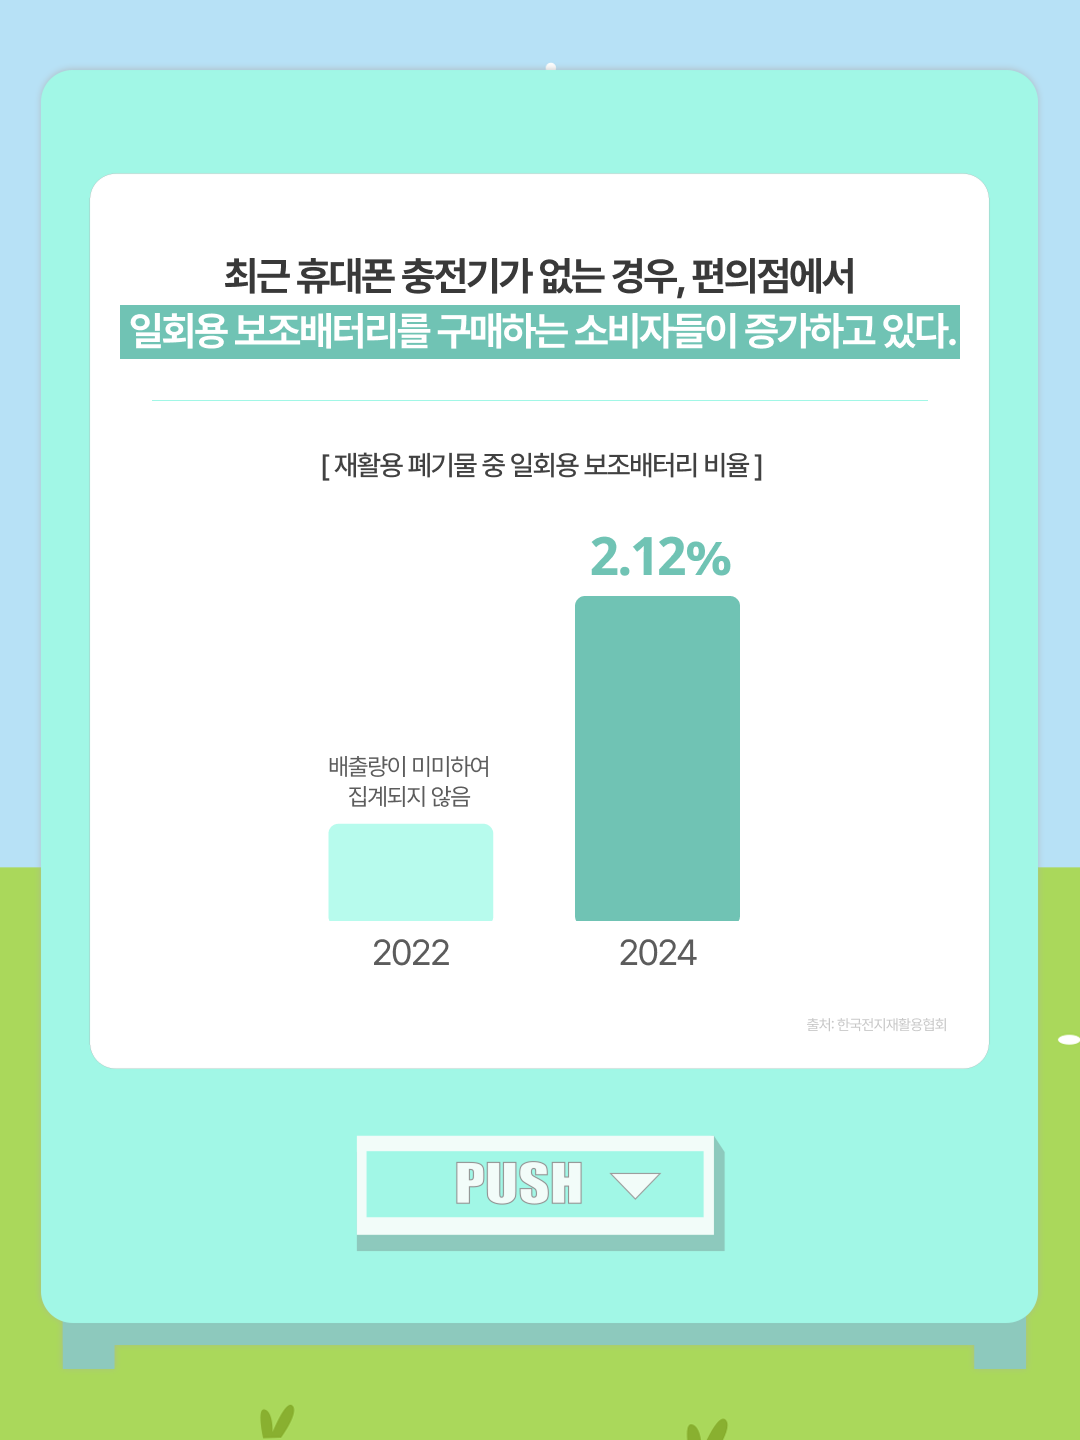 최근 휴대폰 충전기가 없는 경우, 편의점에서
일회용 보조배터리를 구매하는 소비자들이 증가하고 있다.
[ 재활용 폐기물 중 일회용 보조배터리 비율 ]
2.12%
배출량이 미미하여
집계되지 않음
2022
2024
출처: 한국전지재활용협회
PUSH